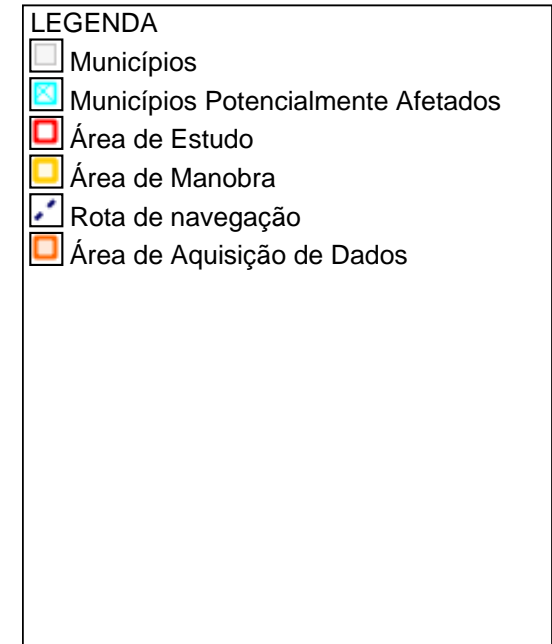 LEGENDA
Municípios
Municípios Potencialmente Afetados
Área de Estudo
Área de Manobra
Rota de navegação
Área de Aquisição de Dados